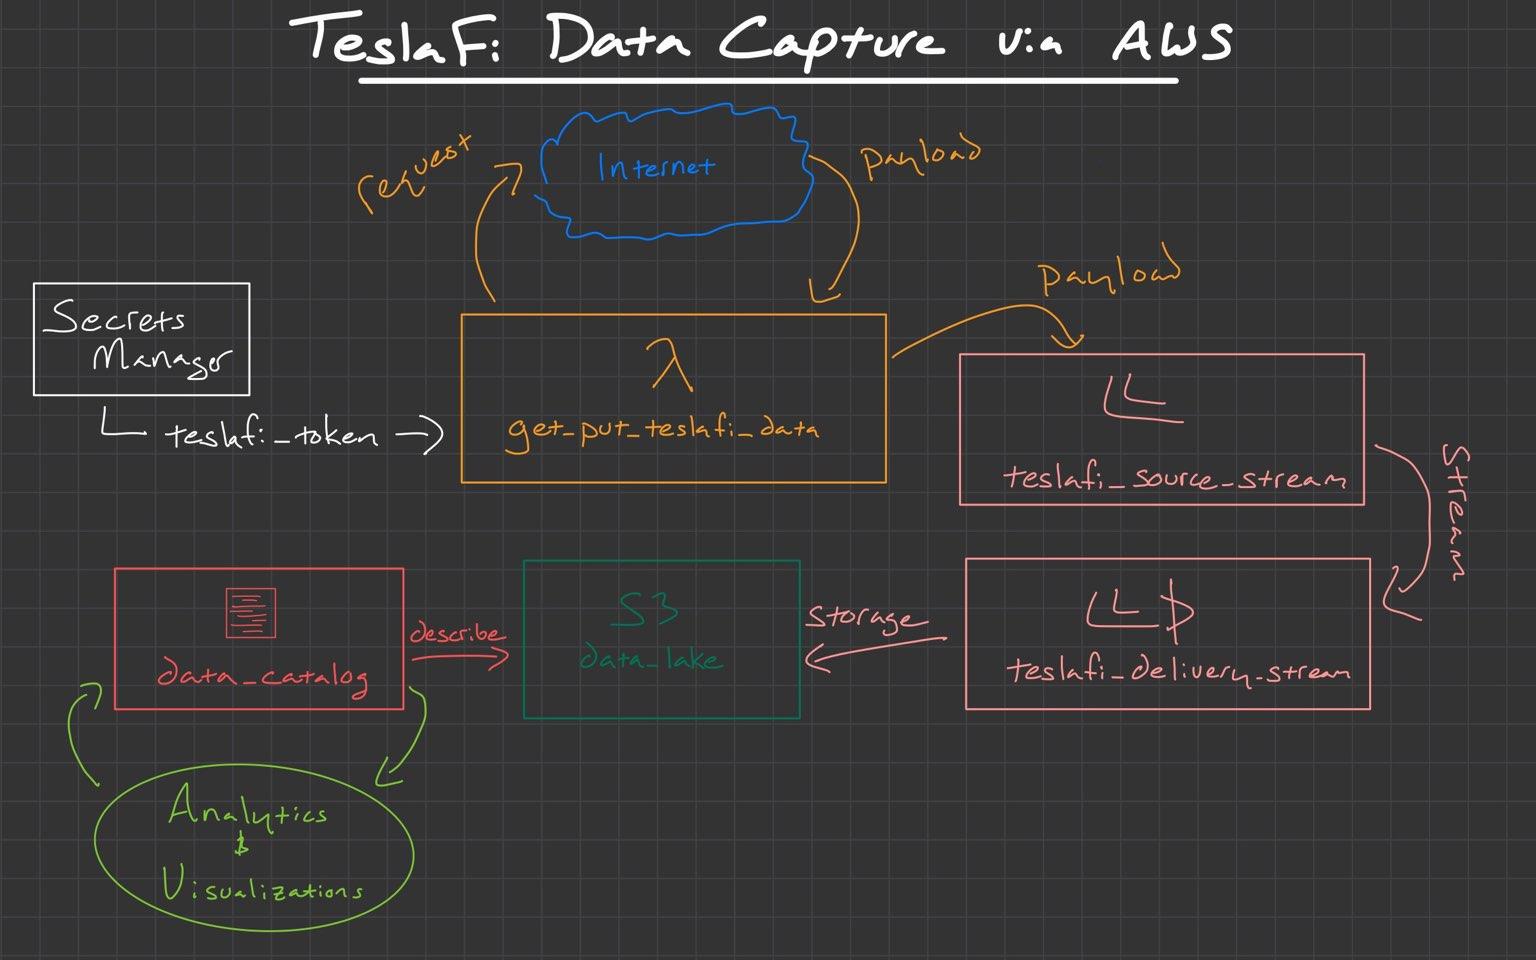 TeslaFi Data Capture via AWS
request
Internet
payload
payload
Secrets
Manager
teslafi_token
λ
get_put_teslafi_data
teslafi_source_stream
Stream
data_catalog
describe
S3
data_lake
Storage
teslafi_delivery_stream
Analytics
&
Visualizations